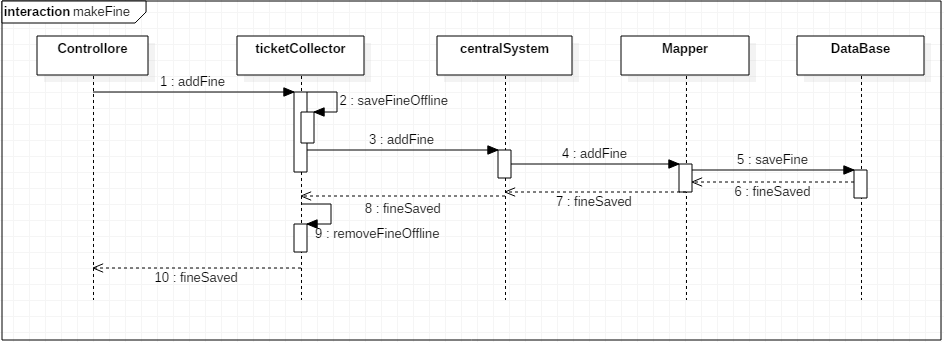 interaction makeFine
Controllore
ticketCollector
centralSystem
Mapper
DataBase
1 : addFine
2 : saveFineOffline
3 : addFine
4 : addFine
5 : saveFine
6 : fineSaved
7 : fineSaved
8 : fineSaved
9 : removeFineOffline
10 : fineSaved